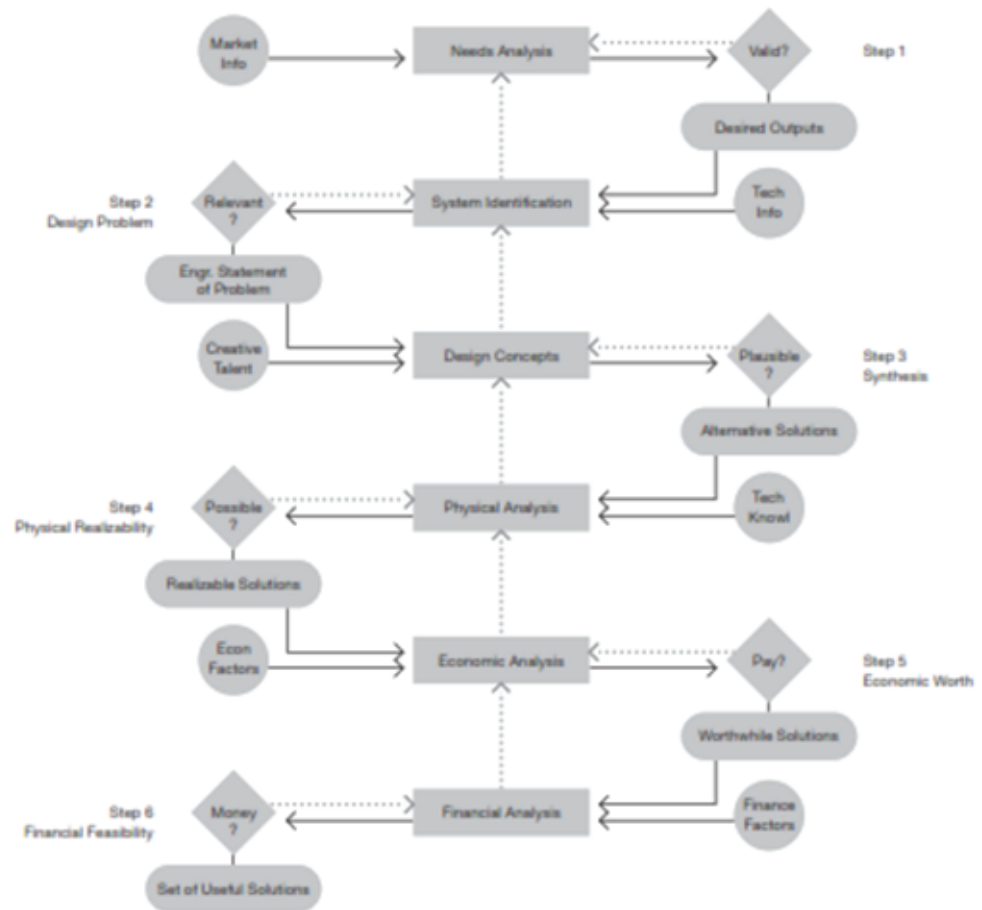 Market
Info
Needs Analysis
Valid?
Step 1
Desired Outputs
Step 2
Design Problem
Relevant
?
System Identification
Tech
Info
Engr. Statement
of Problem
Creative
Talent
Design Concepts
Plausible
?
Step 3
Synthesis
Alternative Solutions
Step 4
Physical Realizability
Possible
?
Physical Analysis
Tech
Knowl
Realizable Solutions
Econ
Factors
Economic Analysis
Pay?
Step 5
Economic Worth
Worthwhile Solutions
Step 6
Financial Feasibility
Money
?
Financial Analysis
Finance
Factors
Set of Useful Solutions